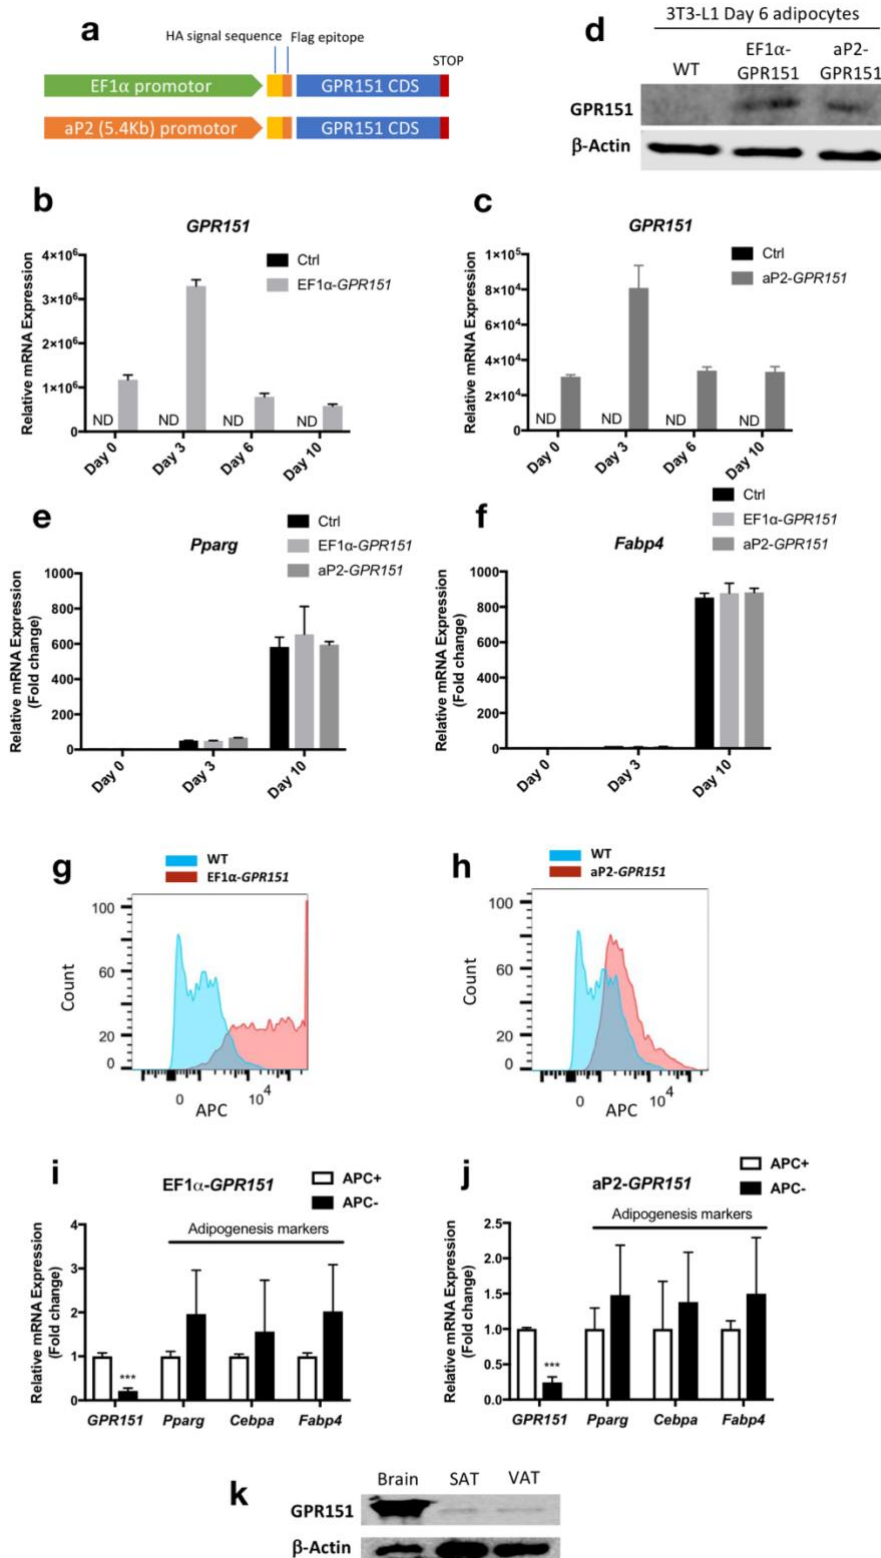 a
HA signal sequence
Flag epitope
STOP
EF1α promotor
GPR151 CDS
aP2 (5.4Kb) promotor
GPR151 CDS
d
3T3-L1 Day 6 adipocytes
WT
EF1α-
GPR151
aP2-
GPR151
GPR151
β-Actin
b
GPR151
Relative mRNA Expression
4×10⁶
3×10⁶
2×10⁶
1×10⁶
0
Ctrl
EF1α-GPR151
ND ND ND ND
Day 0 Day 3 Day 6 Day 10
c
GPR151
Relative mRNA Expression
1×10⁵
8×10⁴
6×10⁴
4×10⁴
2×10⁴
0
Ctrl
aP2-GPR151
ND ND ND ND
Day 0 Day 3 Day 6 Day 10
e
Pparg
Ctrl
EF1α-GPR151
aP2-GPR151
Relative mRNA Expression
(Fold change)
1000
800
600
400
200
0
Day 0 Day 3 Day 10
f
Fabp4
Ctrl
EF1α-GPR151
aP2-GPR151
Relative mRNA Expression
(Fold change)
1000
800
600
400
200
0
Day 0 Day 3 Day 10
g
WT
EF1α-GPR151
Count
100
60
20
0
0 10⁴
APC
h
WT
aP2-GPR151
Count
100
60
20
0
0 10⁴
APC
i
EF1α-GPR151
APC+
APC-
Adipogenesis markers
Relative mRNA Expression
(Fold change)
4
3
2
1
0
***
GPR151 Pparg Cebpa Fabp4
j
aP2-GPR151
APC+
APC-
Adipogenesis markers
Relative mRNA Expression
(Fold change)
2.5
2.0
1.5
1.0
0.5
0.0
***
GPR151 Pparg Cebpa Fabp4
k
Brain SAT VAT
GPR151
β-Actin